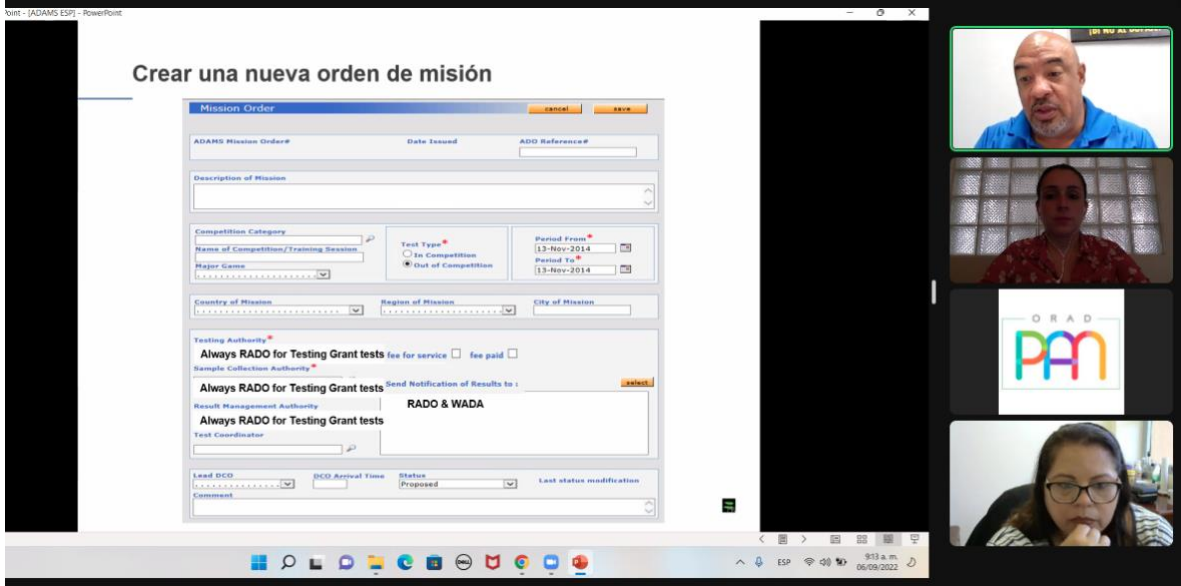 Point - [ADAMS ESP] - PowerPoint
Crear una nueva orden de misión
Mission Order
cancel
save
ADAMS Mission Order#
Date Issued
ADO Reference#
Description of Mission
Competition Category
Name of Competition/Training Session
Major Game
Test Type*
In Competition
Out of Competition
Period From*
13-Nov-2014
Period To*
13-Nov-2014
Country of Mission
Region of Mission
City of Mission
Testing Authority*
Always RADO for Testing Grant tests
fee for service
fee paid
Sample Collection Authority*
Always RADO for Testing Grant tests
Send Notification of Results to :
select
Result Management Authority
RADO & WADA
Always RADO for Testing Grant tests
Test Coordinator
Lead DCO
DCO Arrival Time
Status
Proposed
Last status modification
Comment
ORAD
PAN
DELL
ESP
9:13 a. m.
06/09/2022